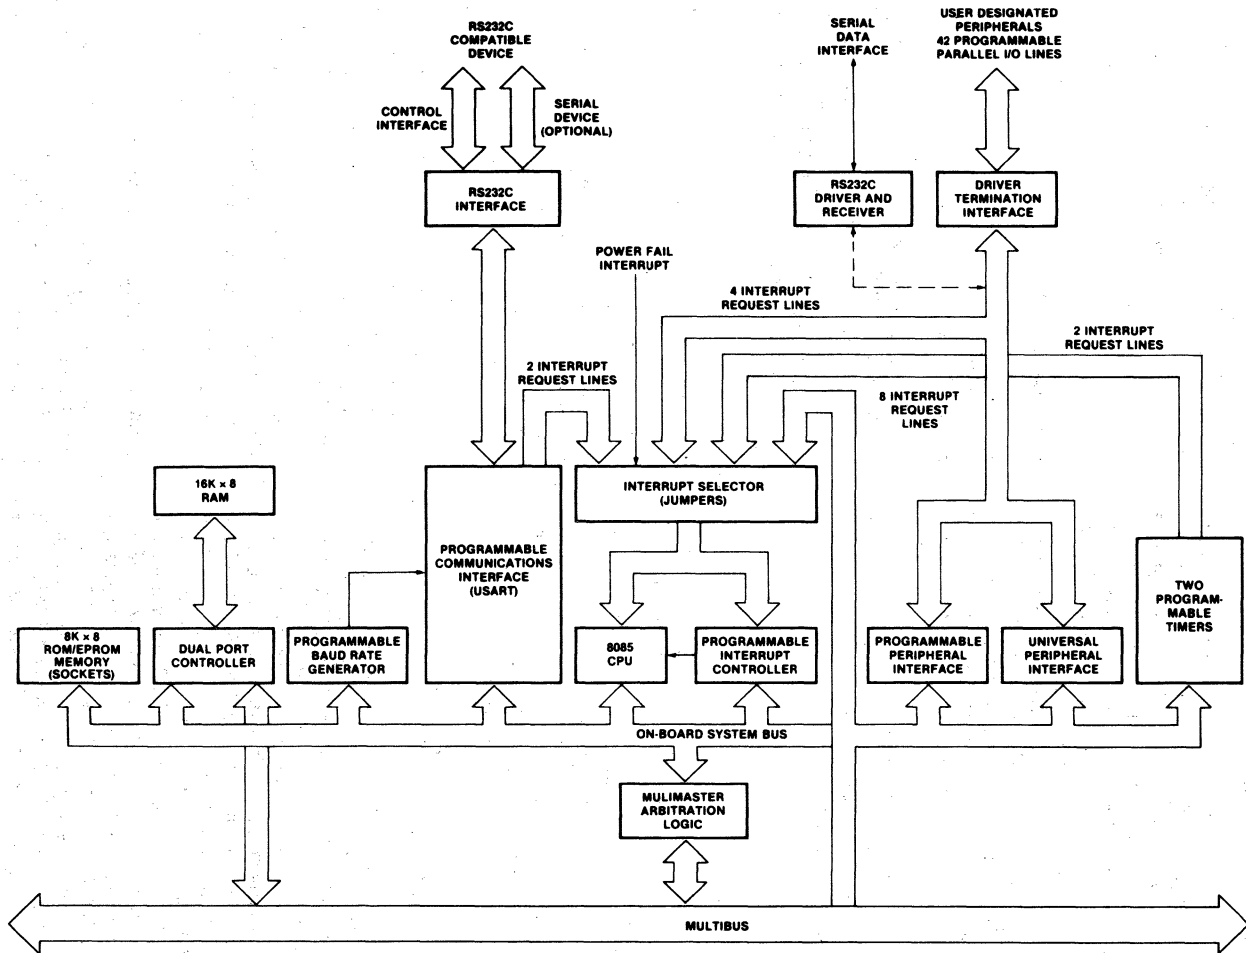 RS232C
COMPATIBLE
DEVICE
SERIAL
DATA
INTERFACE
USER DESIGNATED
PERIPHERALS
42 PROGRAMMABLE
PARALLEL I/O LINES
CONTROL
INTERFACE
SERIAL
DEVICE
(OPTIONAL)
RS232C
INTERFACE
RS232C
DRIVER AND
RECEIVER
DRIVER
TERMINATION
INTERFACE
POWER FAIL
INTERRUPT
4 INTERRUPT
REQUEST LINES
2 INTERRUPT
REQUEST LINES
2 INTERRUPT
REQUEST LINES
8 INTERRUPT
REQUEST
LINES
16K × 8
RAM
INTERRUPT SELECTOR
(JUMPERS)
PROGRAMMABLE
COMMUNICATIONS
INTERFACE
(USART)
TWO
PROGRAM-
MABLE
TIMERS
8K × 8
ROM/EPROM
MEMORY
(SOCKETS)
DUAL PORT
CONTROLLER
PROGRAMMABLE
BAUD RATE
GENERATOR
8085
CPU
PROGRAMMABLE
INTERRUPT
CONTROLLER
PROGRAMMABLE
PERIPHERAL
INTERFACE
UNIVERSAL
PERIPHERAL
INTERFACE
ON-BOARD SYSTEM BUS
MULIMASTER
ARBITRATION
LOGIC
MULTIBUS